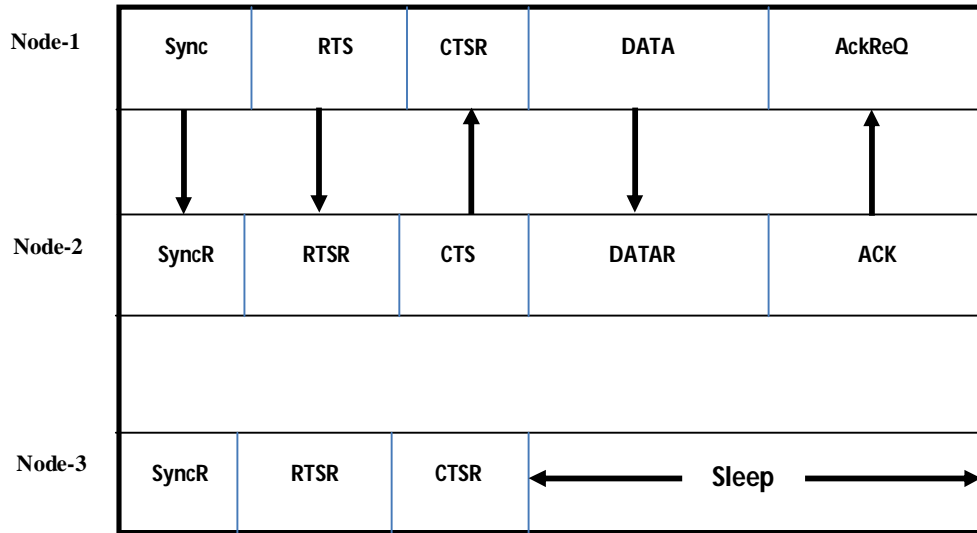 Node-1
Sync RTS CTSR DATA AckReQ
Node-2
SyncR RTSR CTS DATAR ACK
Node-3
SyncR RTSR CTSR Sleep